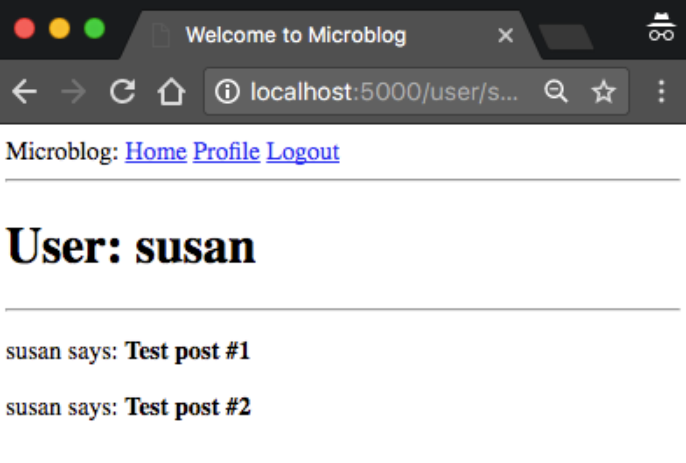 Welcome to Microblog
localhost:5000/user/s...
Microblog: Home Profile Logout
User: susan
susan says: Test post #1
susan says: Test post #2